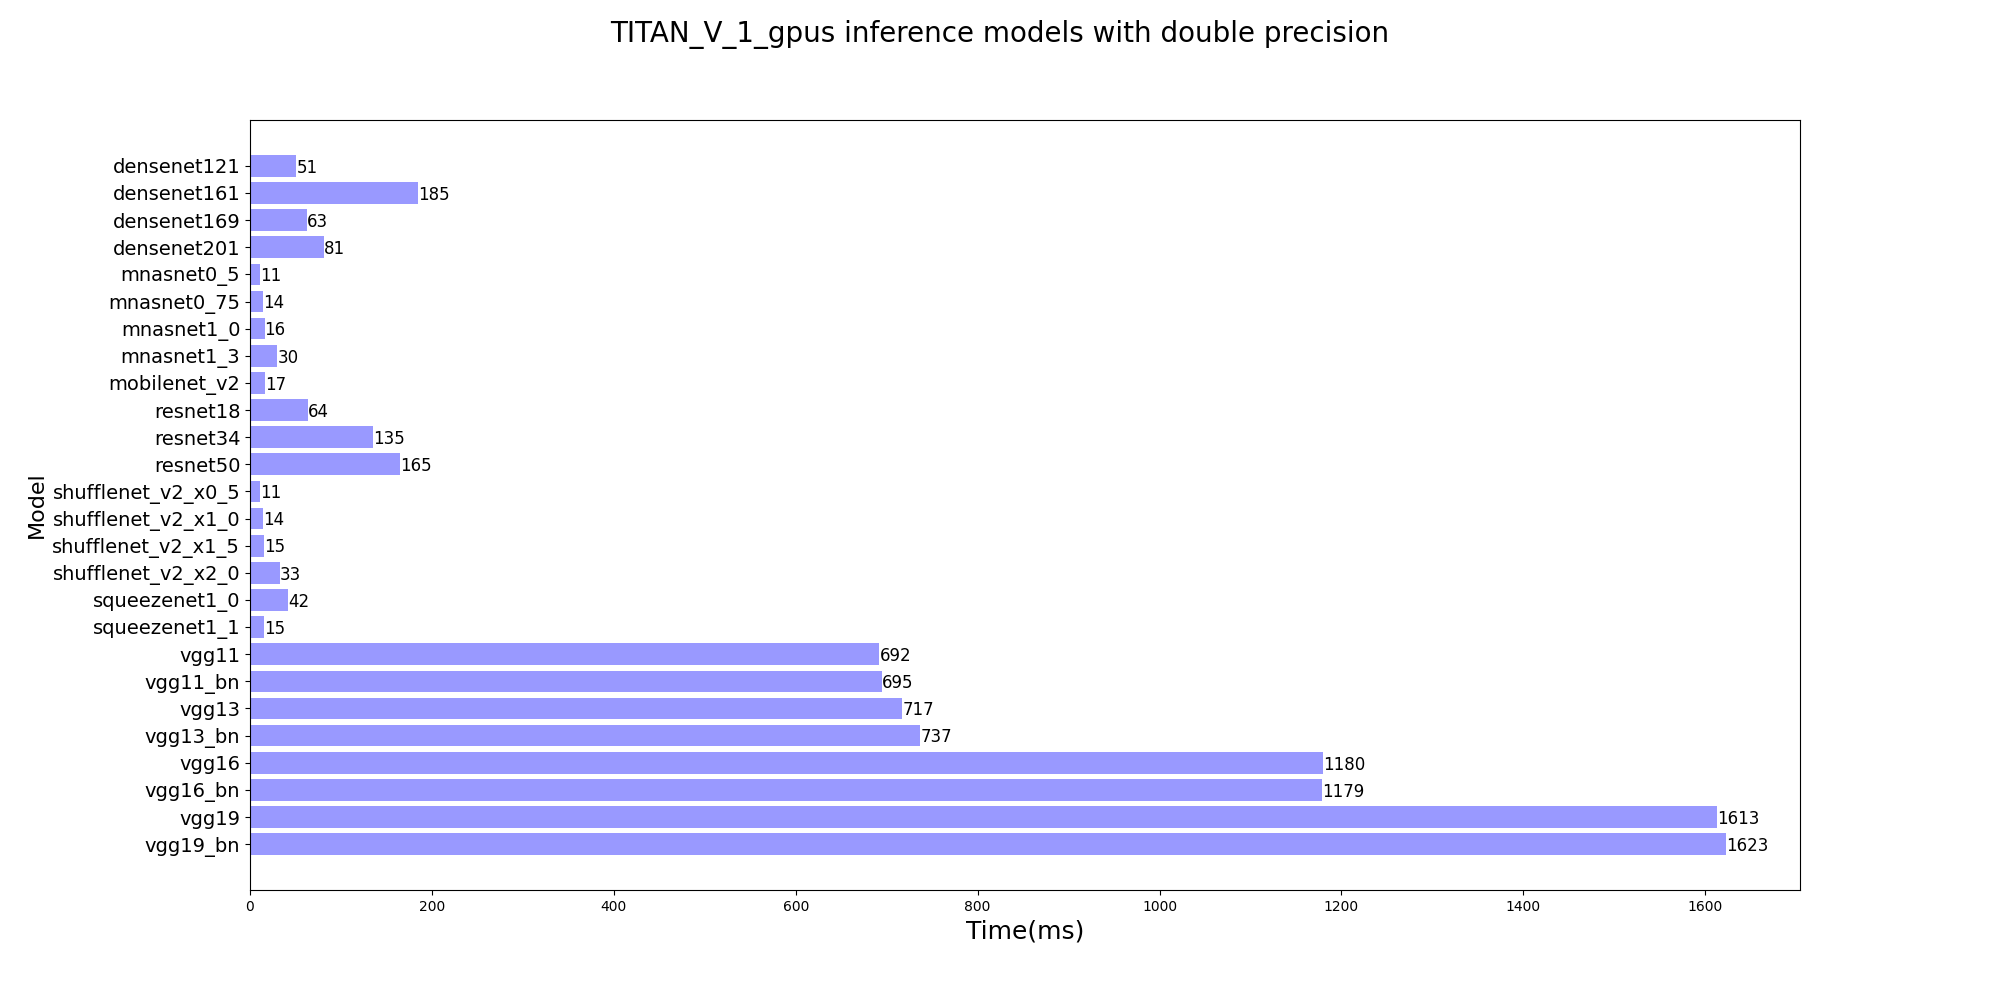 TITAN_V_1_gpus inference models with double precision
densenet121 51
densenet161 185
densenet169 63
densenet201 81
mnasnet0_5 11
mnasnet0_75 14
mnasnet1_0 16
mnasnet1_3 30
mobilenet_v2 17
resnet18 64
resnet34 135
resnet50 165
shufflenet_v2_x0_5 11
shufflenet_v2_x1_0 14
shufflenet_v2_x1_5 15
shufflenet_v2_x2_0 33
squeezenet1_0 42
squeezenet1_1 15
vgg11 692
vgg11_bn 695
vgg13 717
vgg13_bn 737
vgg16 1180
vgg16_bn 1179
vgg19 1613
vgg19_bn 1623
Model
0 200 400 600 800 1000 1200 1400 1600
Time(ms)